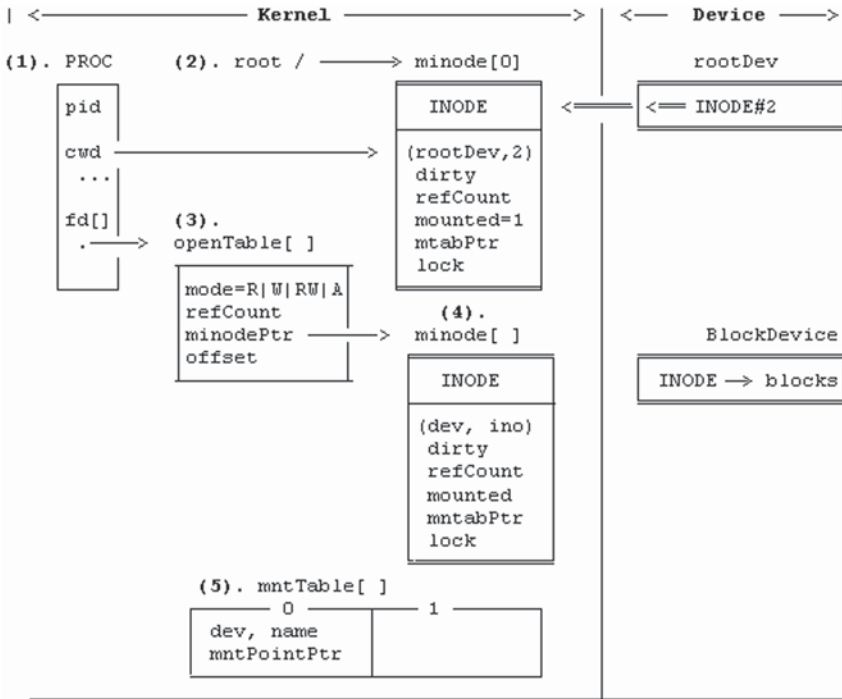 Kernel Device
(1). PROC (2). root / minode[0] rootDev
pid INODE INODE#2
cwd (rootDev,2)
... dirty
refCount
fd[] (3). mounted=1
. openTable[ ] mtabPtr
lock
mode=R|W|RW|A
refCount (4).
minodePtr minode[ ] BlockDevice
offset
INODE INODE blocks
(dev, ino)
dirty
refCount
mounted
mntabPtr
lock
(5). mntTable[ ]
0 1
dev, name
mntPointPtr